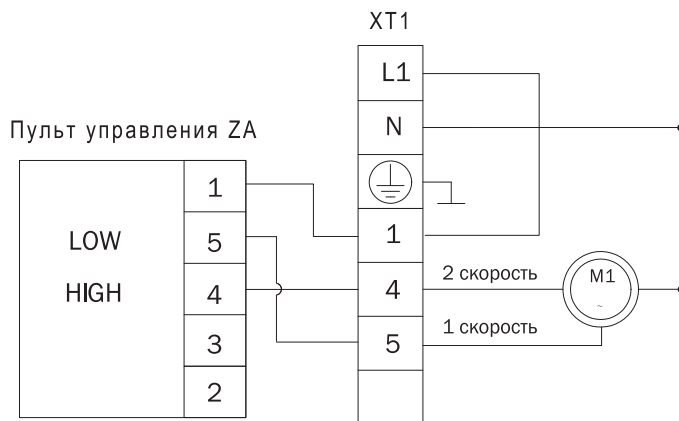 XT1
L1
N
Пульт управления ZA
1
5
4
3
2
LOW
HIGH
1
4
5
2 скорость
1 скорость
M1
~